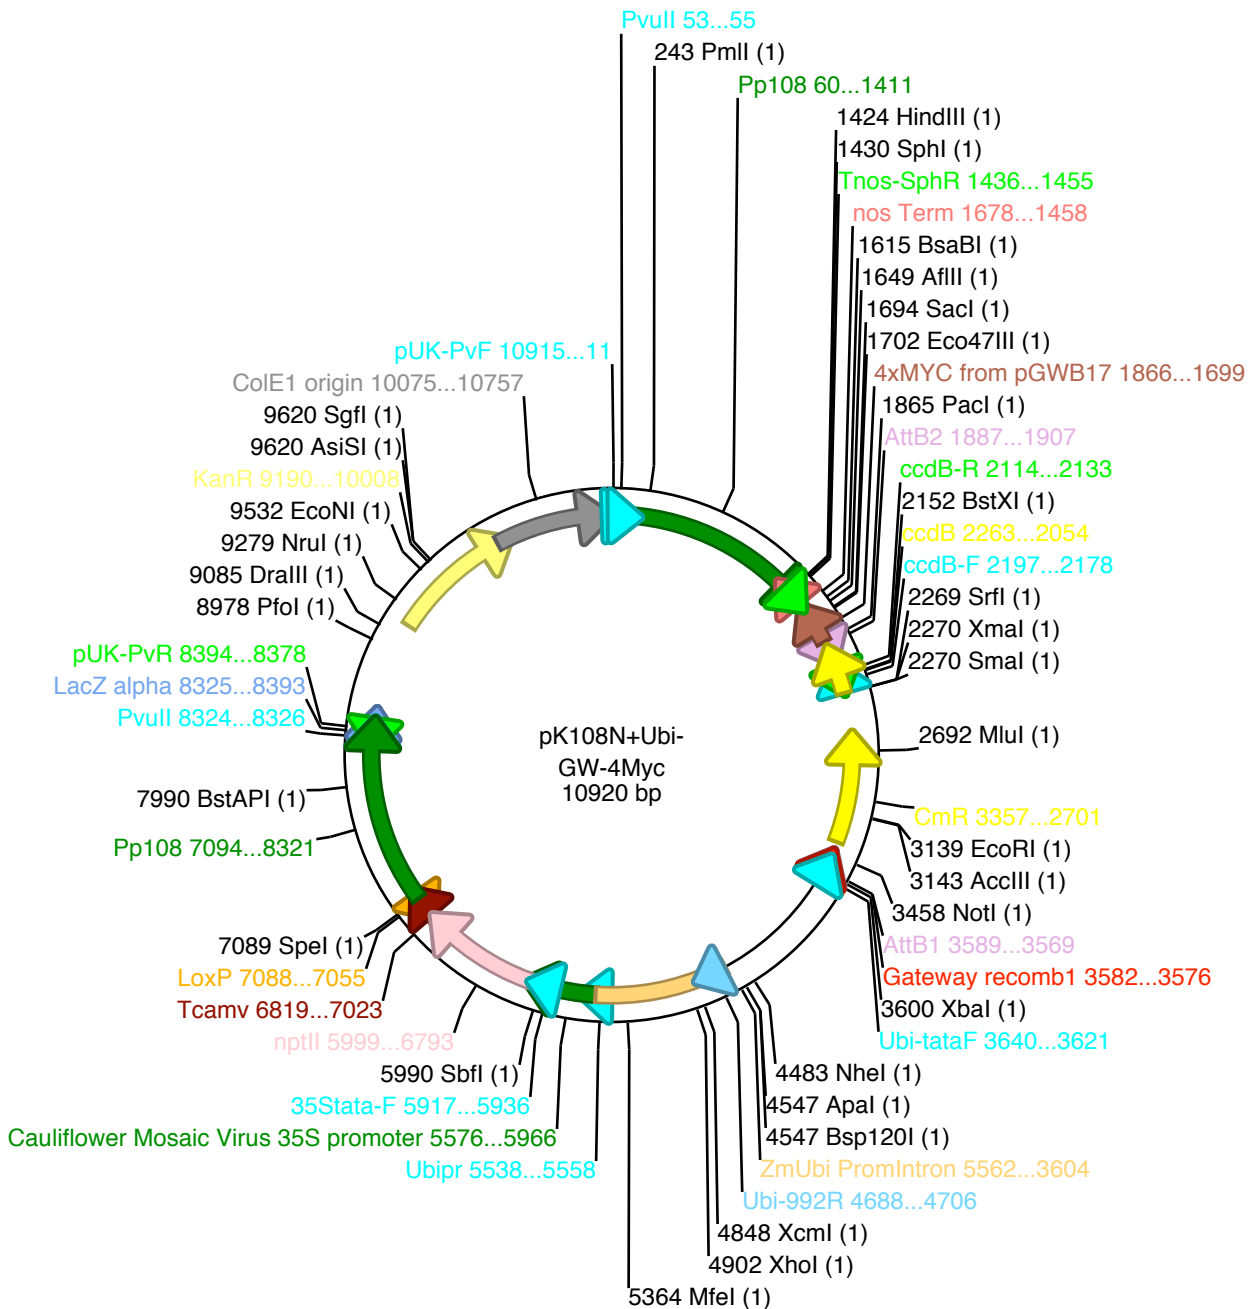 PvuII 53...55
243 PmlI (1)
Pp108 60...1411
1424 HindIII (1)
1430 SphI (1)
Tnos-SphR 1436...1455
nos Term 1678...1458
1615 BsaBI (1)
1649 AflII (1)
1694 SacI (1)
1702 Eco47III (1)
4xMYC from pGWB17 1866...1699
1865 PacI (1)
AttB2 1887...1907
ccdB-R 2114...2133
2152 BstXI (1)
ccdB 2263...2054
ccdB-F 2197...2178
2269 SrfI (1)
2270 XmaI (1)
2270 SmaI (1)
2692 MluI (1)
CmR 3357...2701
3139 EcoRI (1)
3143 AccIII (1)
3458 NotI (1)
AttB1 3589...3569
Gateway recomb1 3582...3576
3600 XbaI (1)
Ubi-tataF 3640...3621
4483 NheI (1)
4547 ApaI (1)
4547 Bsp120I (1)
ZmUbi PromIntron 5562...3604
Ubi-992R 4688...4706
4848 XcmI (1)
4902 XhoI (1)
5364 MfeI (1)
Ubipr 5538...5558
Cauliflower Mosaic Virus 35S promoter 5576...5966
35Stata-F 5917...5936
5990 SbfI (1)
nptII 5999...6793
Tcamv 6819...7023
LoxP 7088...7055
7089 SpeI (1)
Pp108 7094...8321
7990 BstAPI (1)
PvuII 8324...8326
LacZ alpha 8325...8393
pUK-PvR 8394...8378
8978 PfoI (1)
9085 DraIII (1)
9279 NruI (1)
9532 EcoNI (1)
KanR 9190...10008
9620 AsiSI (1)
9620 SgfI (1)
ColE1 origin 10075...10757
pUK-PvF 10915...11
pK108N+Ubi-
GW-4Myc
10920 bp